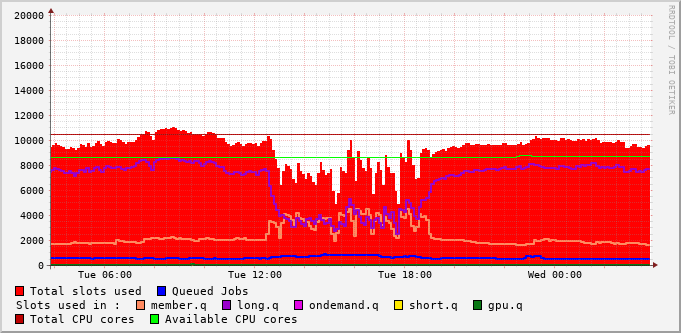 20000
18000
16000
14000
12000
10000
8000
6000
4000
2000
0
Tue 06:00 Tue 12:00 Tue 18:00 Wed 00:00
RRDTOOL / TOBI OETIKER
Total slots used Queued Jobs
Slots used in : member.q long.q ondemand.q short.q gpu.q
Total CPU cores Available CPU cores